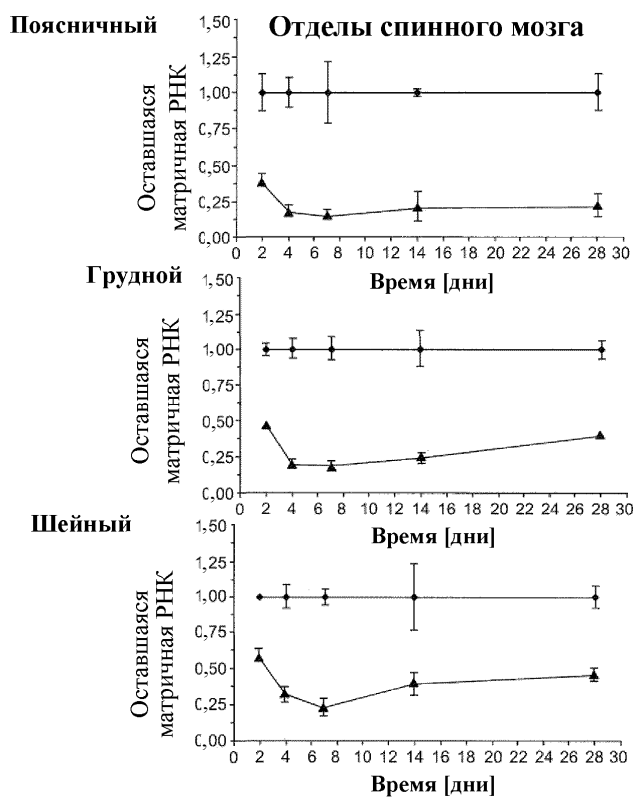 Поясничный
Отделы спинного мозга
Оставшаяся
матричная РНК
1,50
1,25
1,00
0,75
0,50
0,25
0,00
0 2 4 6 8 10 12 14 16 18 20 22 24 26 28 30
Время [дни]
Грудной
Оставшаяся
матричная РНК
1,50
1,25
1,00
0,75
0,50
0,25
0,00
0 2 4 6 8 10 12 14 16 18 20 22 24 26 28 30
Время [дни]
Шейный
Оставшаяся
матричная РНК
1,50
1,25
1,00
0,75
0,50
0,25
0,00
0 2 4 6 8 10 12 14 16 18 20 22 24 26 28 30
Время [дни]